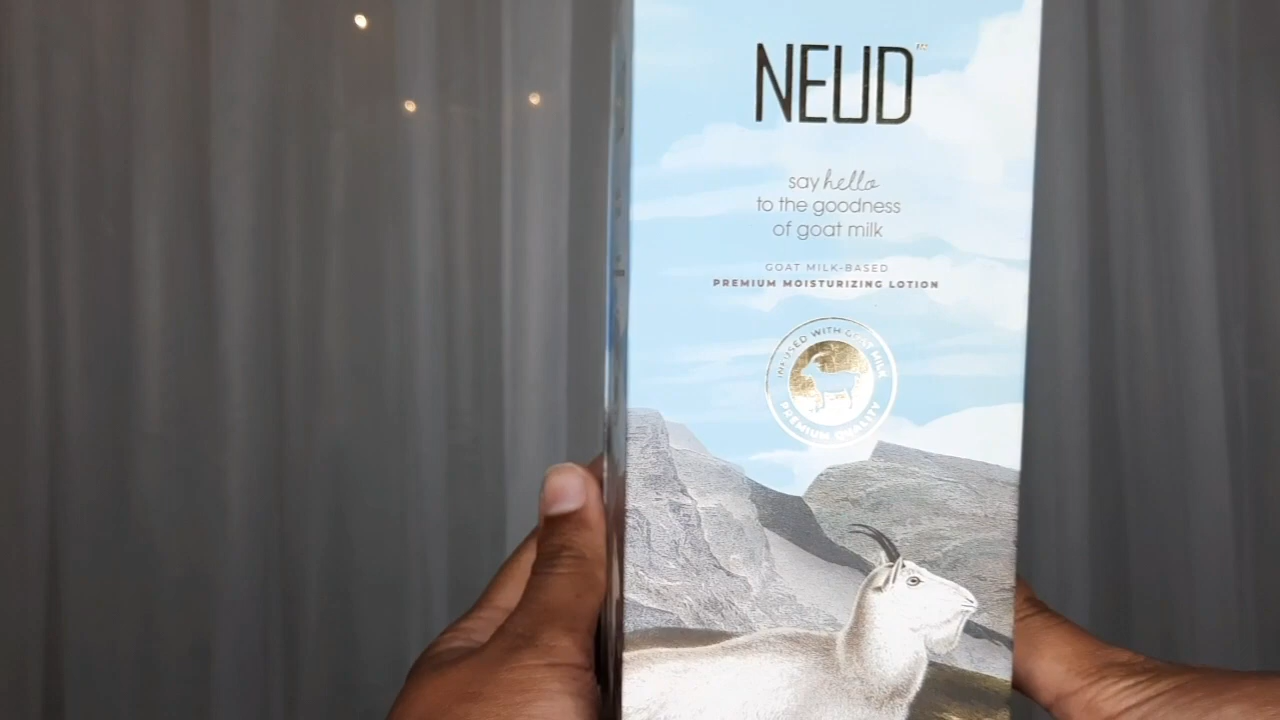 NEUD™
say hello
to the goodness
of goat milk
GOAT MILK-BASED
PREMIUM MOISTURIZING LOTION
INFUSED WITH GOAT MILK
PREMIUM QUALITY